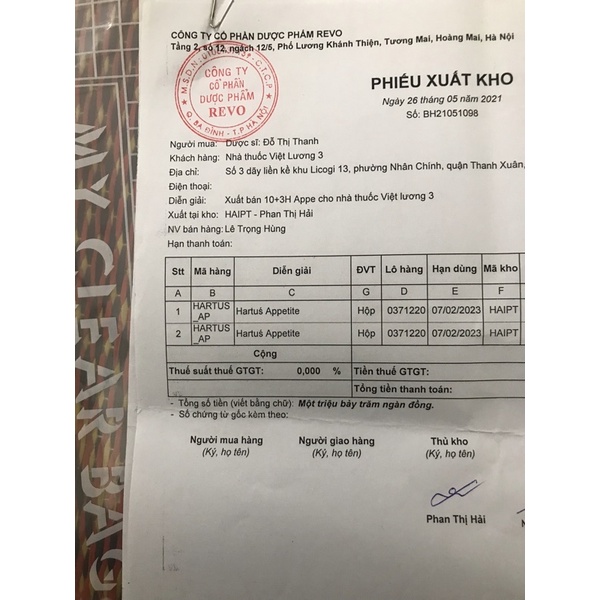 CÔNG TY CỔ PHẦN DƯỢC PHẨM REVO
Tầng 2, số 12, ngách 12/5, Phố Lương Khánh Thiện, Tương Mai, Hoàng Mai, Hà Nội
CÔNG TY
CỔ PHẦN
DƯỢC PHẨM
REVO
Q. BA ĐÌNH - T.P HÀ NỘI
PHIẾU XUẤT KHO
Ngày 26 tháng 05 năm 2021
Số: BH21051098
Người mua: Dược sĩ: Đỗ Thị Thanh
Khách hàng: Nhà thuốc Việt Lương 3
Địa chỉ: Số 3 dãy liền kề khu Licogi 13, phường Nhân Chính, quận Thanh Xuân,
Điện thoại:
Diễn giải: Xuất bán 10+3H Appe cho nhà thuốc Việt lương 3
Xuất tại kho: HAIPT - Phan Thị Hải
NV bán hàng: Lê Trọng Hùng
Hạn thanh toán:
Stt Mã hàng Diễn giải ĐVT Lô hàng Hạn dùng Mã kho
A B C G D E F
1 HARTUS_AP Hartuš Appetite Hộp 0371220 07/02/2023 HAIPT
2 HARTUS_AP Hartuš Appetite Hộp 0371220 07/02/2023 HAIPT
Cộng
Thuế suất thuế GTGT: 0,000 % Tiền thuế GTGT:
Tổng tiền thanh toán:
- Tổng số tiền (viết bằng chữ): Một triệu bảy trăm ngàn đồng.
- Số chứng từ gốc kèm theo:
Người mua hàng Người giao hàng Thủ kho
(Ký, họ tên) (Ký, họ tên) (Ký, họ tên)
Phan Thị Hải
MY CLEAR BAG